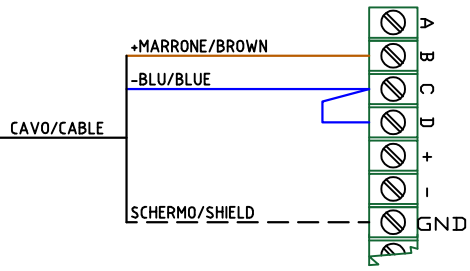 A
+MARRONE/BROWN
B
-BLU/BLUE
C
D
CAVO/CABLE
+
-
SCHERMO/SHIELD
GND